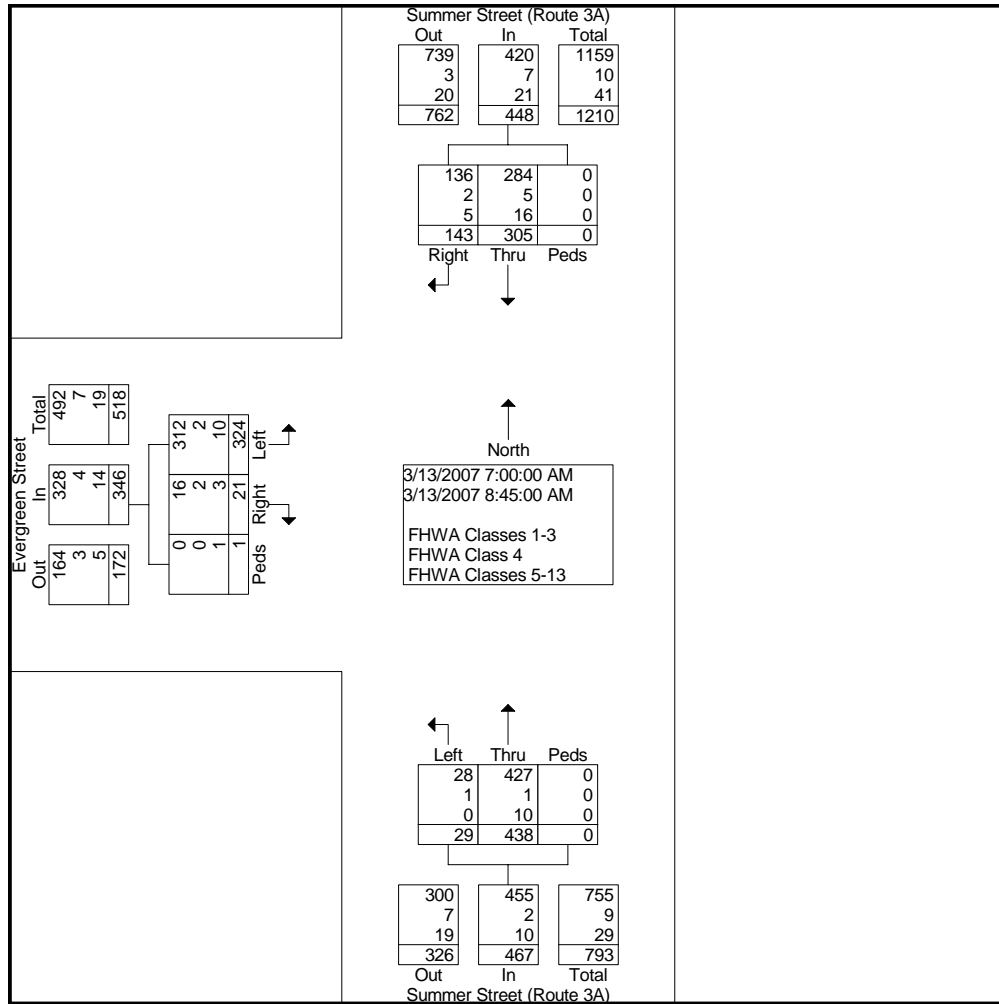 Summer Street (Route 3A)
Out In Total
739 420 1159
3 7 10
20 21 41
762 448 1210
136 284 0
2 5 0
5 16 0
143 305 0
Right Thru Peds
Evergreen Street
Out In Total
164 328 492
3 4 7
5 14 19
172 346 518
0 16 312
0 2 2
1 3 10
1 21 324
Peds Right Left
North
3/13/2007 7:00:00 AM
3/13/2007 8:45:00 AM
FHWA Classes 1-3
FHWA Class 4
FHWA Classes 5-13
Left Thru Peds
28 427 0
1 1 0
0 10 0
29 438 0
300 455 755
7 2 9
19 10 29
326 467 793
Out In Total
Summer Street (Route 3A)